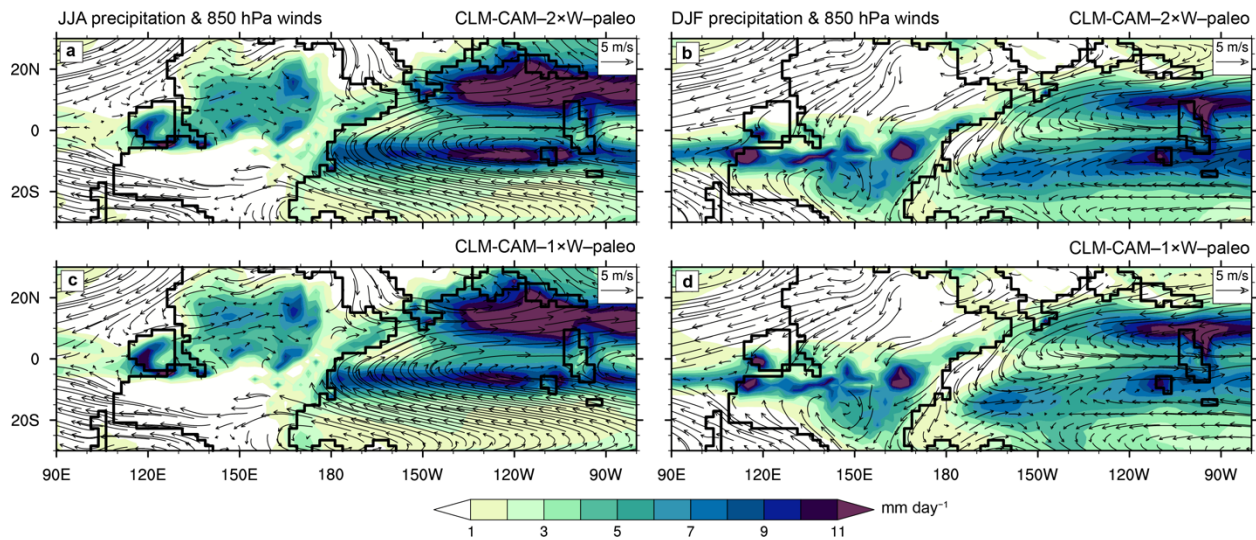 JJA precipitation & 850 hPa winds CLM-CAM–2×W–paleo DJF precipitation & 850 hPa winds CLM-CAM–2×W–paleo
a 5 m/s b 5 m/s
20N
0
20S
CLM-CAM–1×W–paleo CLM-CAM–1×W–paleo
c 5 m/s d 5 m/s
20N
0
20S
90E 120E 150E 180 150W 120W 90W 90E 120E 150E 180 150W 120W 90W
mm day⁻¹
1 3 5 7 9 11